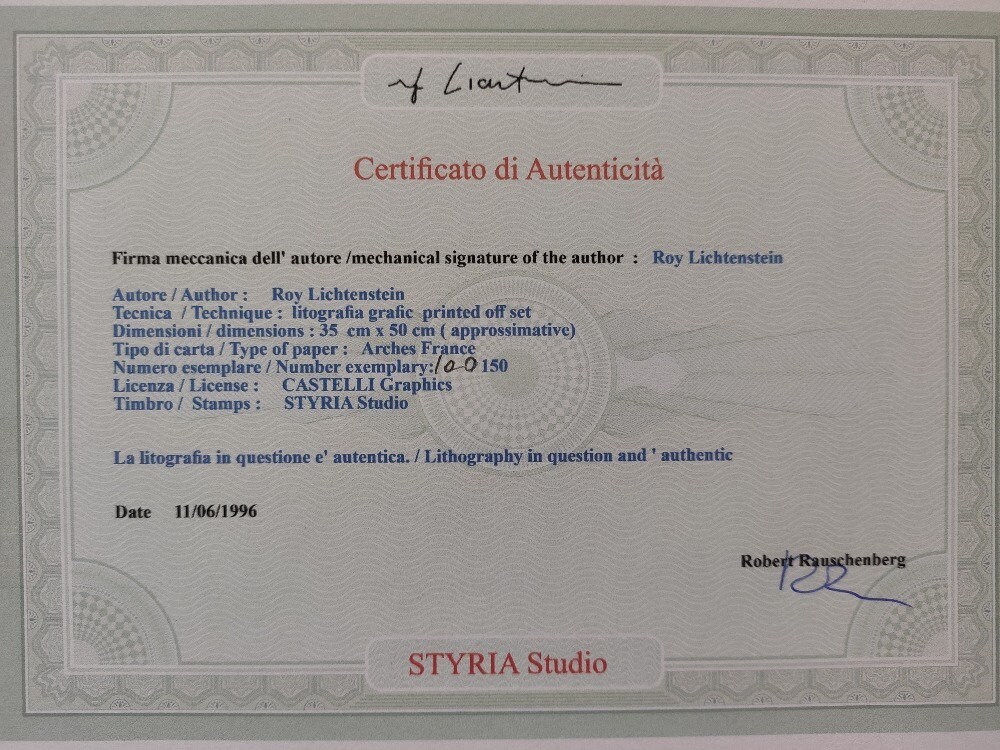 Certificato di Autenticità
Firma meccanica dell' autore /mechanical signature of the author : Roy Lichtenstein
Autore / Author : Roy Lichtenstein
Tecnica / Technique : litografia grafic printed off set
Dimensioni / dimensions : 35 cm x 50 cm ( approssimative)
Tipo di carta / Type of paper : Arches France
Numero esemplare / Number exemplary:100 150
Licenza / License : CASTELLI Graphics
Timbro / Stamps : STYRIA Studio
La litografia in questione e' autentica. / Lithography in question and ' authentic
Date 11/06/1996
Robert Rauschenberg
STYRIA Studio